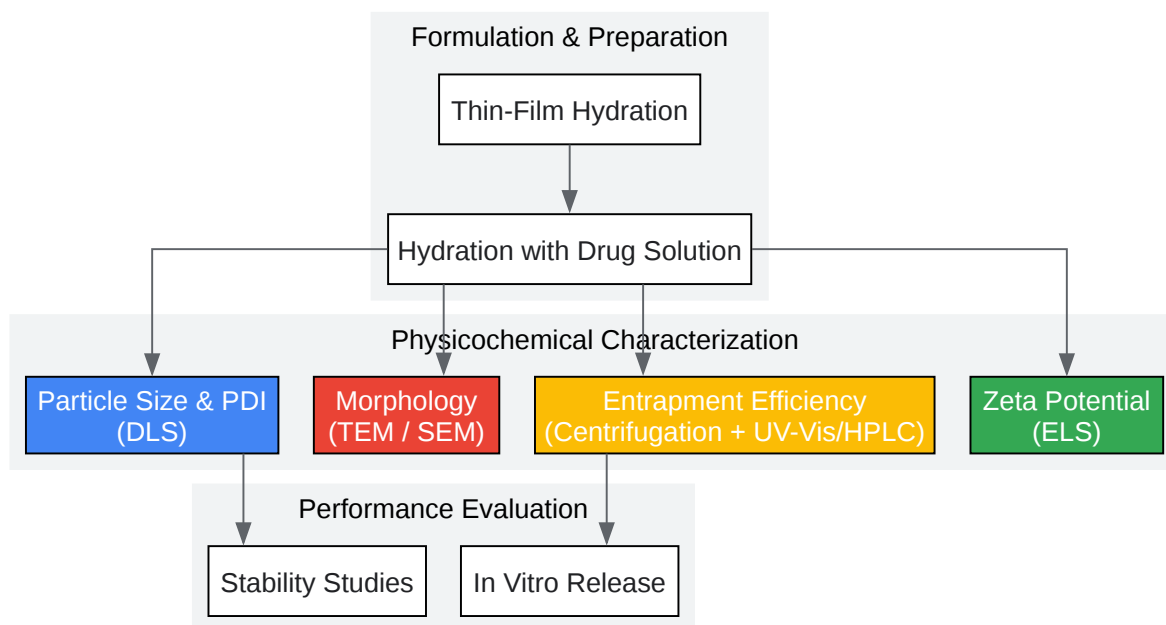 Formulation & Preparation
Thin-Film Hydration
Hydration with Drug Solution
Physicochemical Characterization
Particle Size & PDI
(DLS)
Morphology
(TEM / SEM)
Entrapment Efficiency
(Centrifugation + UV-Vis/HPLC)
Zeta Potential
(ELS)
Performance Evaluation
Stability Studies
In Vitro Release